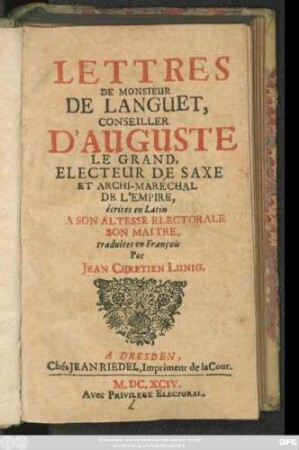 LETTRES
DE MONSIEUR
DE LANGUET,
CONSEILLER
D'AUGUSTE
LE GRAND,
ELECTEUR DE SAXE
ET ARCHI-MARECHAL
DE L'EMPIRE,
écrites en Latin
A SON ALTESSE ELECTORALE
SON MAITRE,
traduites en François
Par
JEAN CHRETIEN LUNIG.
A DRESDEN,
Chés JEAN RIEDEL, Imprimeur de la Cour.
M.DC.XCIV.
Avec PRIVILEGE ELECTORAL.